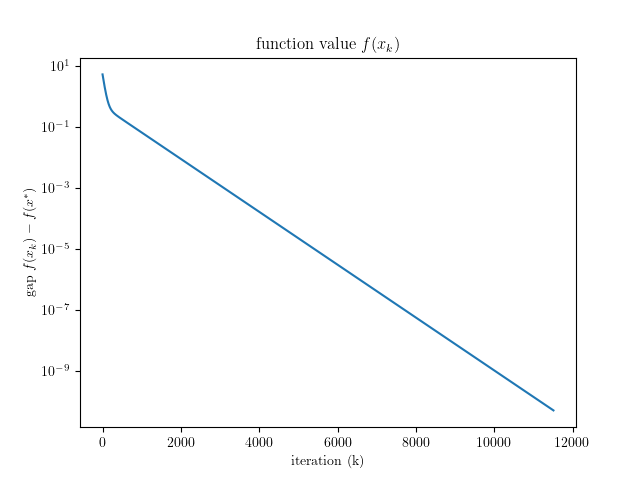 function value $f(x_k)$
gap $f(x_k) - f(x^*)$
$10^1$
$10^{-1}$
$10^{-3}$
$10^{-5}$
$10^{-7}$
$10^{-9}$
0 2000 4000 6000 8000 10000 12000
iteration (k)